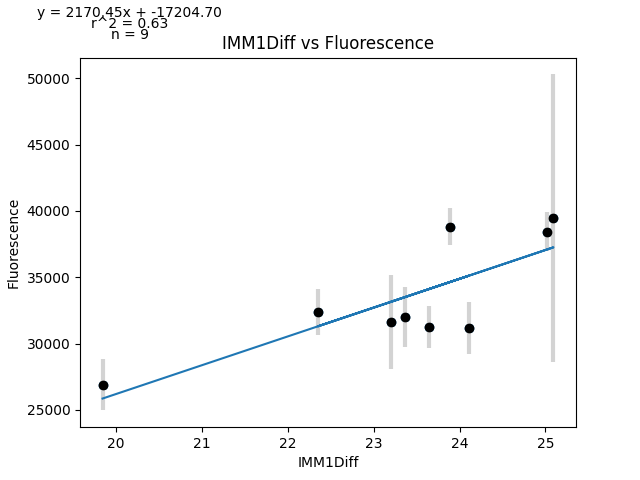 y = 2170.45x + -17204.70
r^2 = 0.63
n = 9
IMM1Diff vs Fluorescence
50000
45000
40000
35000
30000
25000
Fluorescence
20 21 22 23 24 25
IMM1Diff